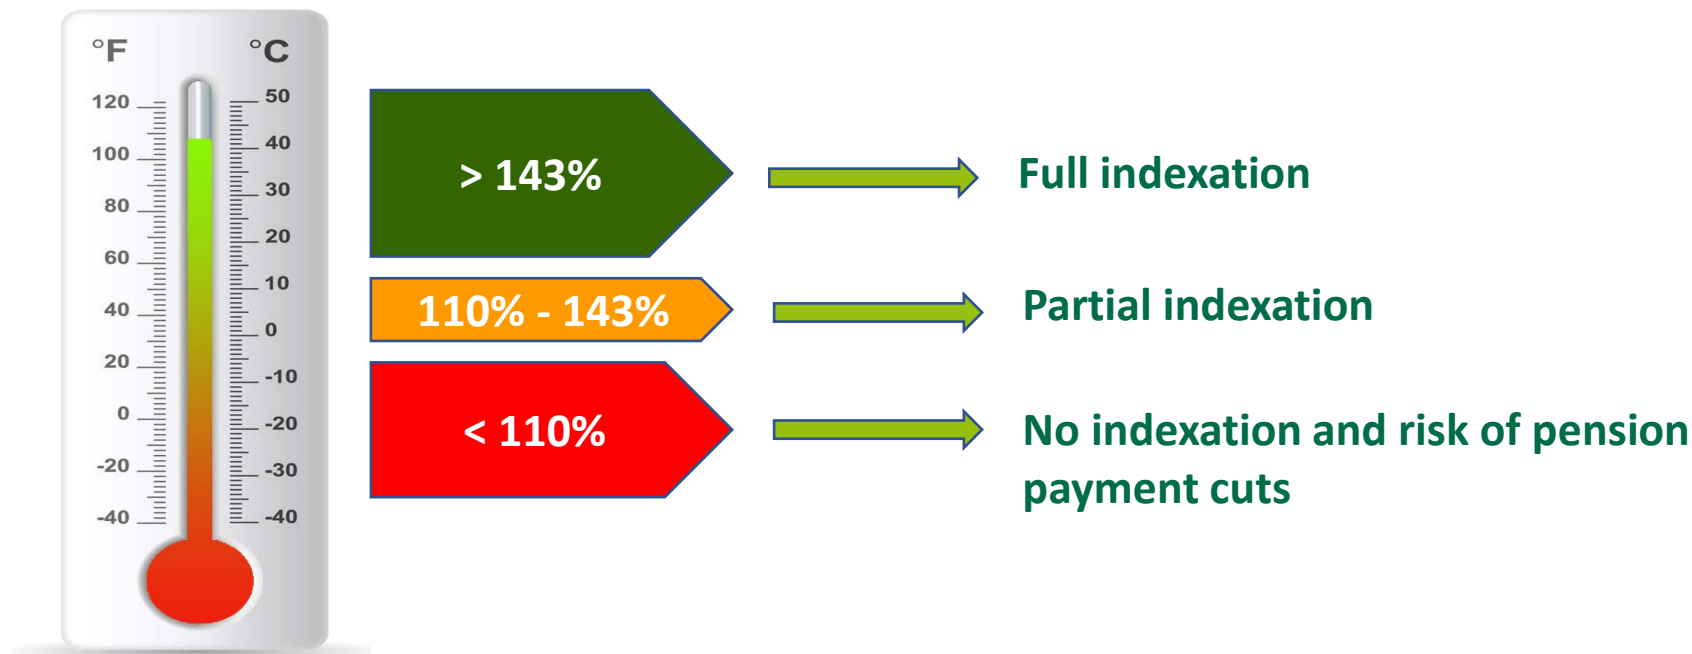 °F °C
120 50
100 40
80 30
60 20
40 10
20 0
0 -10
-20 -20
-40 -30
-40
> 143%
Full indexation
110% - 143%
Partial indexation
< 110%
No indexation and risk of pension
payment cuts